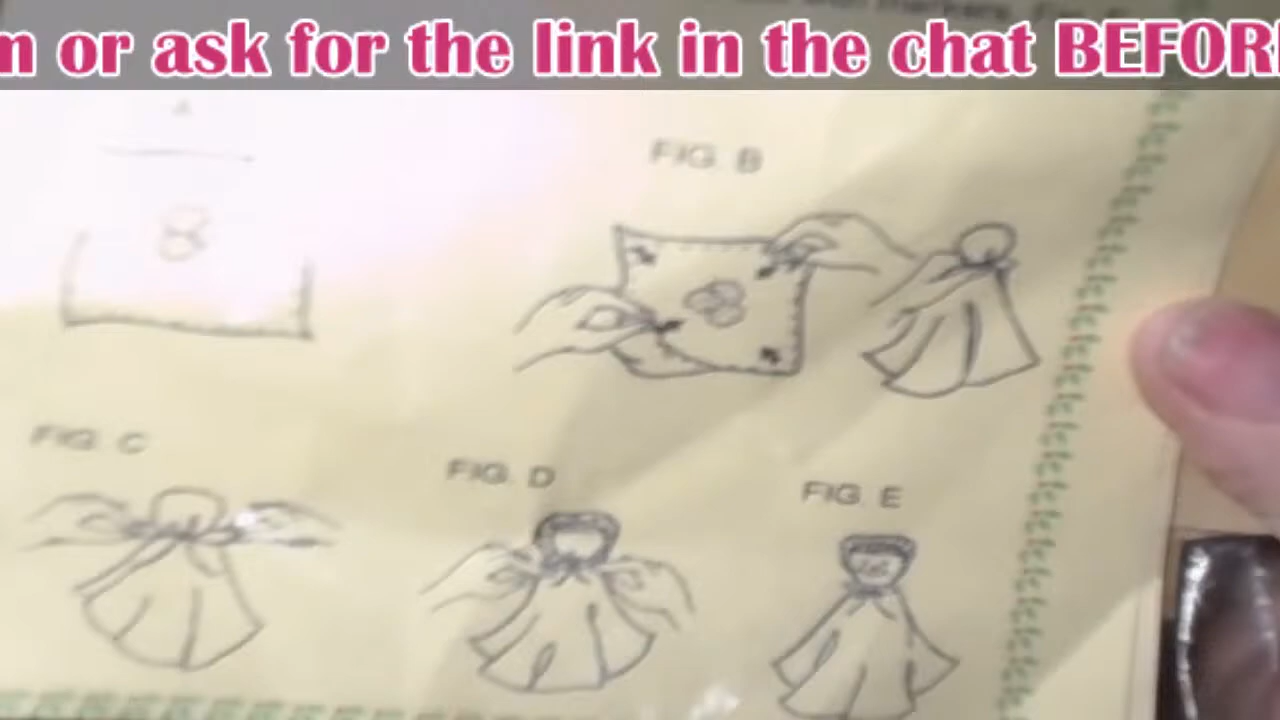 m or ask for the link in the chat BEFOR
FIG. B
FIG. C
FIG. D
FIG. E